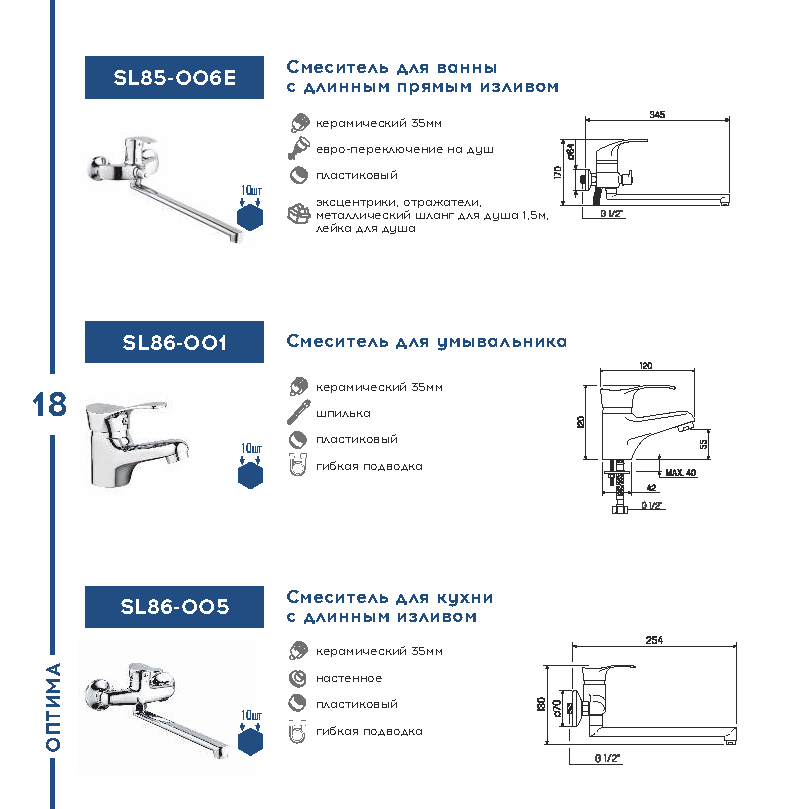 SL85-006E
Смеситель для ванны
с длинным прямым изливом
керамический 35мм
евро-переключение на душ
пластиковый
эксцентрики, отражатели,
металлический шланг для душа 1,5м,
лейка для душа
10шт
345
170
ø64
G 1/2"
SL86-001
Смеситель для умывальника
керамический 35мм
шпилька
пластиковый
гибкая подводка
10шт
120
120
55
MAX. 40
42
G 1/2"
18
SL86-005
Смеситель для кухни
с длинным изливом
керамический 35мм
настенное
пластиковый
гибкая подводка
10шт
254
130
ø70
G 1/2"
ОПТИМА